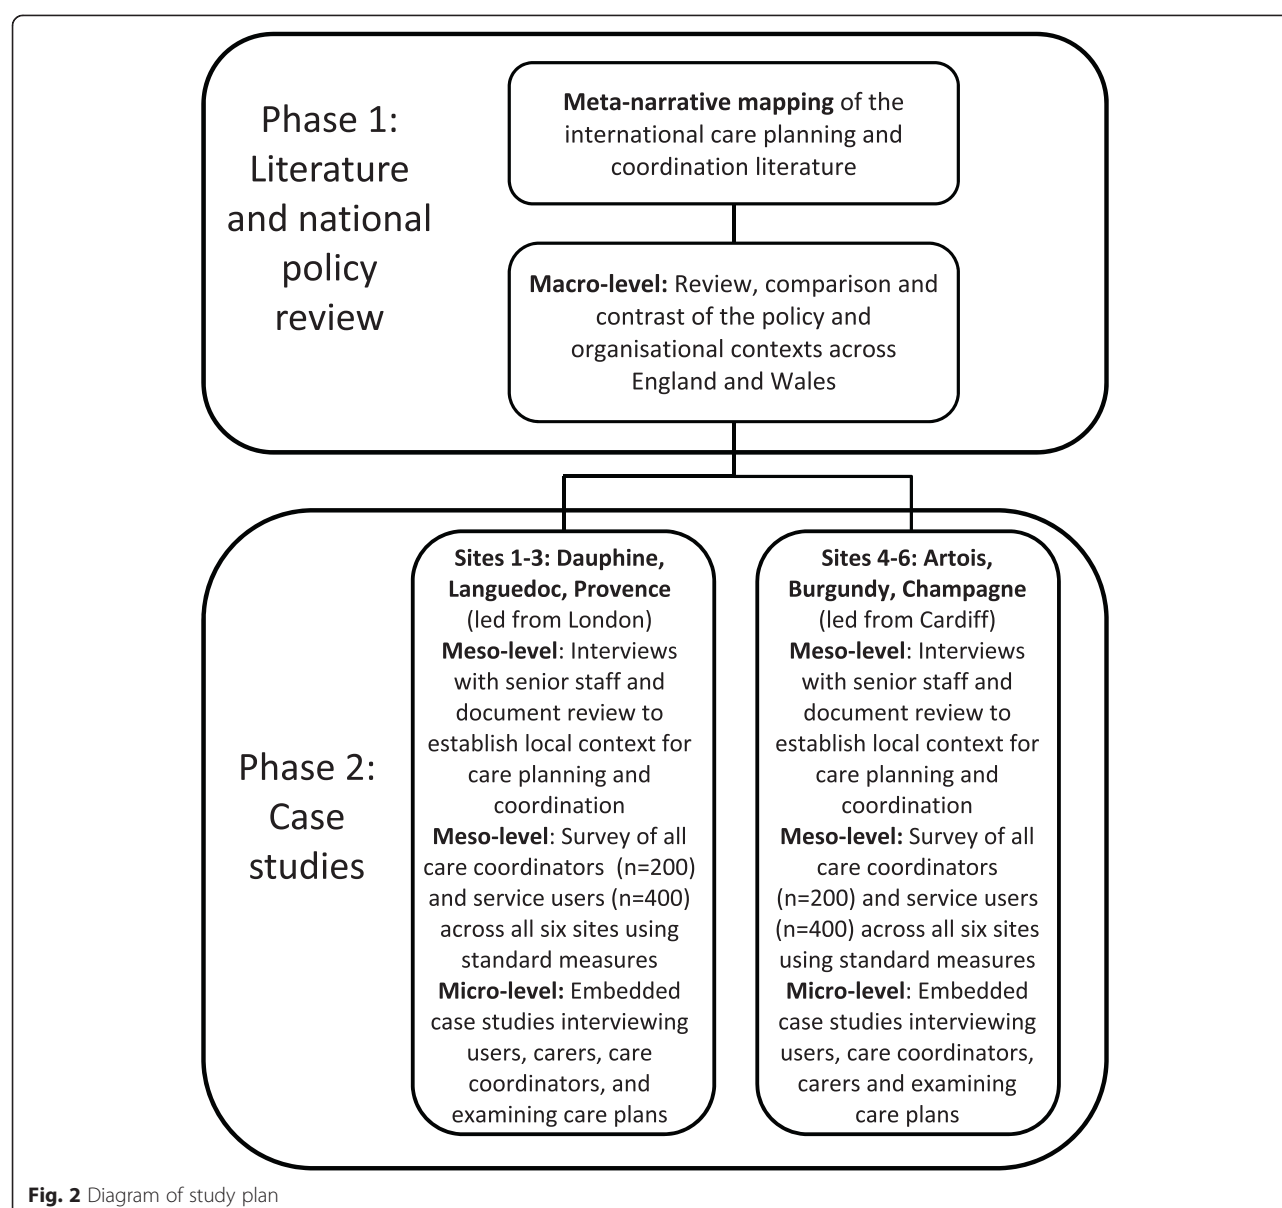 Phase 1:
Literature
and national
policy
review
Meta-narrative mapping of the
international care planning and
coordination literature
Macro-level: Review, comparison and
contrast of the policy and
organisational contexts across
England and Wales
Phase 2:
Case
studies
Sites 1-3: Dauphine,
Languedoc, Provence
(led from London)
Meso-level: Interviews
with senior staff and
document review to
establish local context for
care planning and
coordination
Meso-level: Survey of all
care coordinators (n=200)
and service users (n=400)
across all six sites using
standard measures
Micro-level: Embedded
case studies interviewing
users, carers, care
coordinators, and
examining care plans
Sites 4-6: Artois,
Burgundy, Champagne
(led from Cardiff)
Meso-level: Interviews
with senior staff and
document review to
establish local context for
care planning and
coordination
Meso-level: Survey of all
care coordinators
(n=200) and service users
(n=400) across all six sites
using standard measures
Micro-level: Embedded
case studies interviewing
users, care coordinators,
carers and examining
care plans
Fig. 2 Diagram of study plan